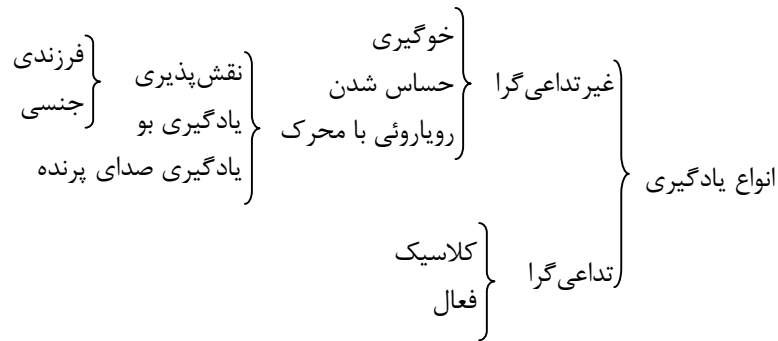 انواع یادگیری
غیرتداعی‌گرا
خوگیری
حساس شدن
رویاروئی با محرک
نقش‌پذیری
فرزندی
جنسی
یادگیری بو
یادگیری صدای پرنده
تداعی‌گرا
کلاسیک
فعال